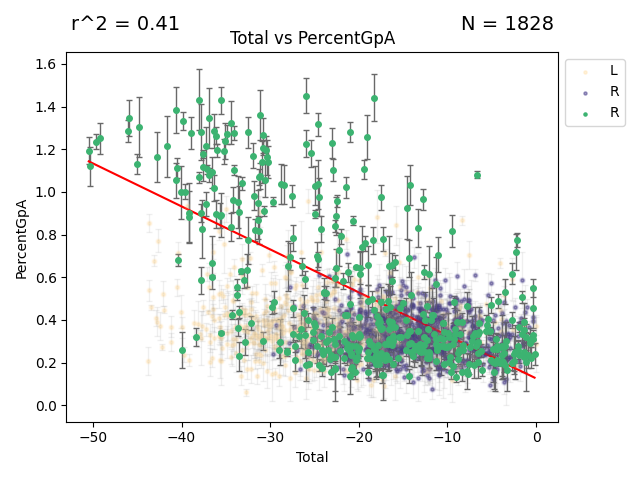 r^2 = 0.41 N = 1828
Total vs PercentGpA
1.6
1.4
1.2
1.0
0.8
0.6
0.4
0.2
0.0
PercentGpA
−50 −40 −30 −20 −10 0
Total
L
R
R